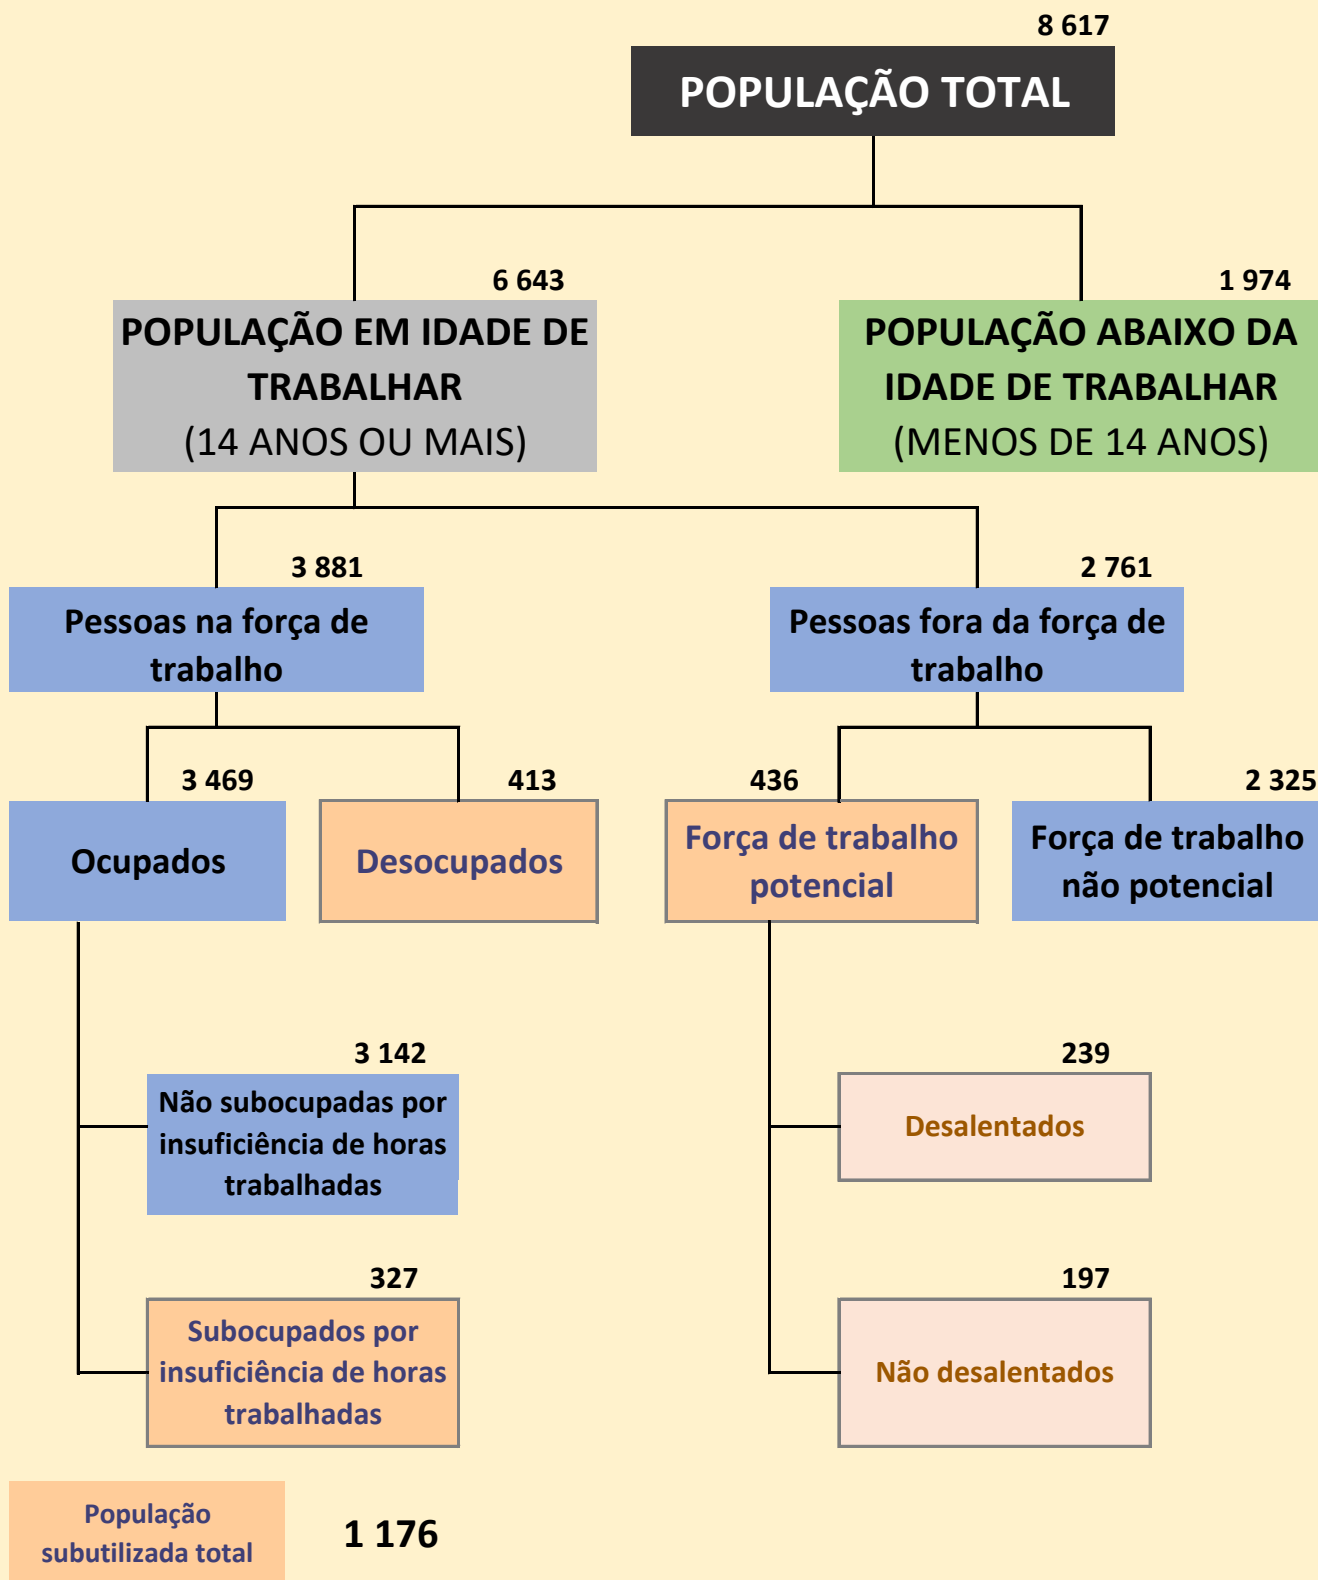 8 617
POPULAÇÃO TOTAL
6 643
POPULAÇÃO EM IDADE DE
TRABALHAR
(14 ANOS OU MAIS)
1 974
POPULAÇÃO ABAIXO DA
IDADE DE TRABALHAR
(MENOS DE 14 ANOS)
3 881
Pessoas na força de
trabalho
2 761
Pessoas fora da força de
trabalho
3 469
Ocupados
413
Desocupados
436
Força de trabalho
potencial
2 325
Força de trabalho
não potencial
3 142
Não subocupadas por
insuficiência de horas
trabalhadas
239
Desalentados
327
Subocupados por
insuficiência de horas
trabalhadas
197
Não desalentados
População
subutilizada total
1 176